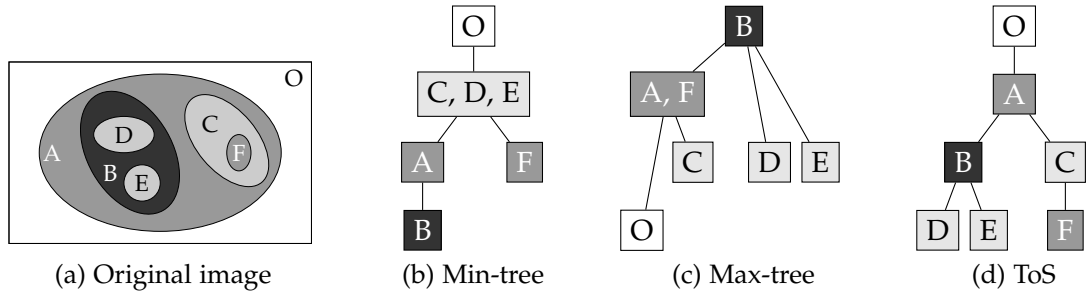 O
A
D
B
E
C
F
(a) Original image
O
C, D, E
A
F
B
(b) Min-tree
B
A, F
C
D
E
O
(c) Max-tree
O
A
B
C
D
E
F
(d) ToS